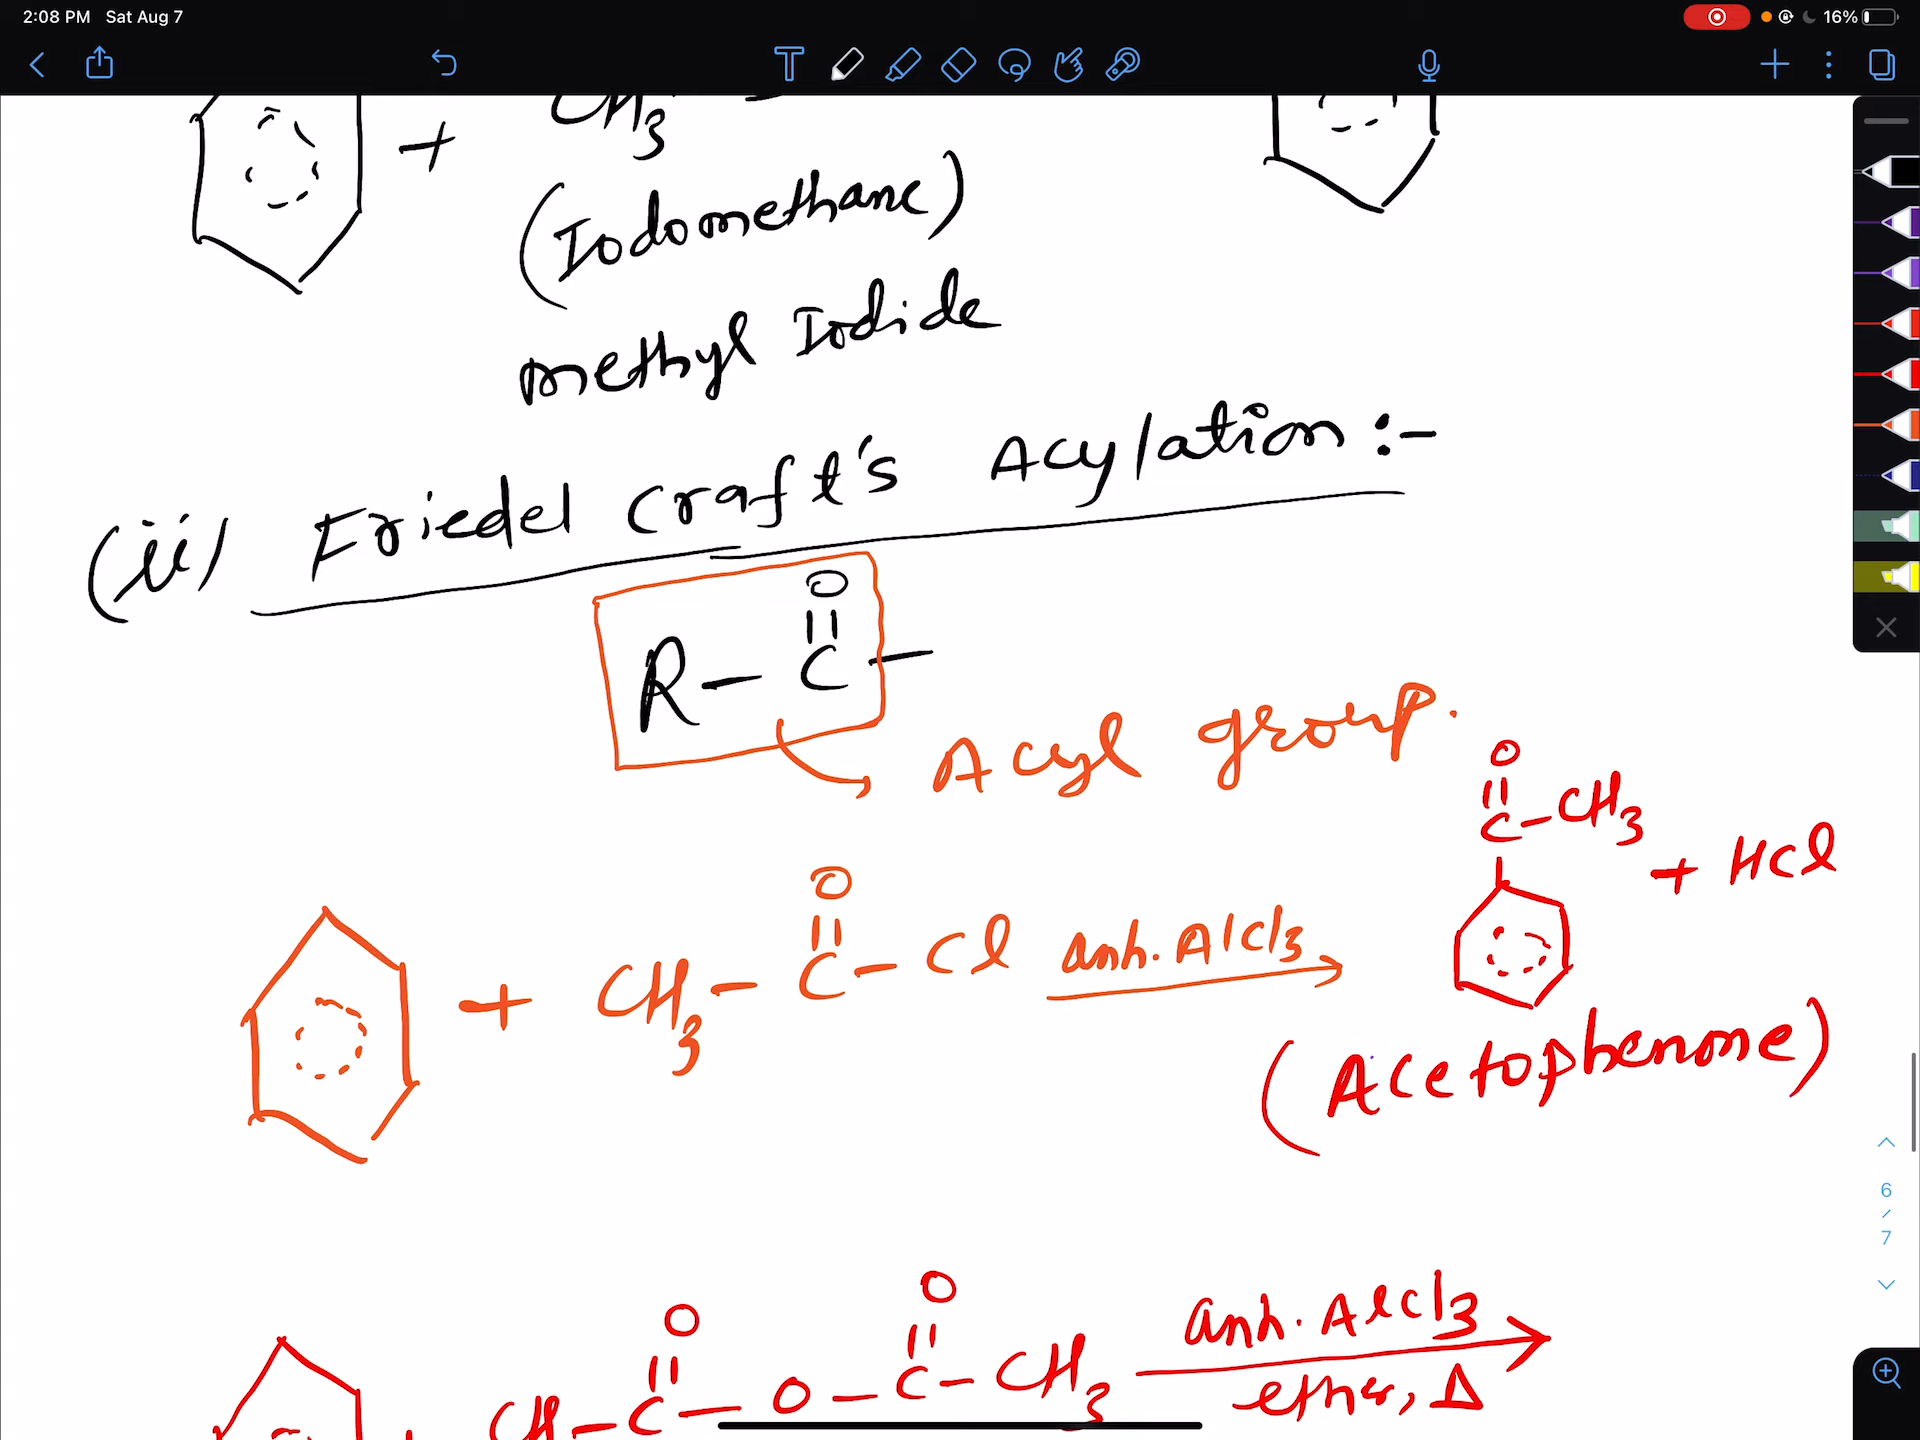 2:08 PM Sat Aug 7
16%
+ CH3
(Iodomethane)
methyl Iodide
(ii) Friedel craft's Acylation :-
O
R - C -
Acyl group.
O
C - CH3 + HCl
O
+ CH3 - C - Cl anh. AlCl3
(Acetophenone)
6
/
7
O O
anh. AlCl3
CH - C - O - C - CH3
ether, Δ